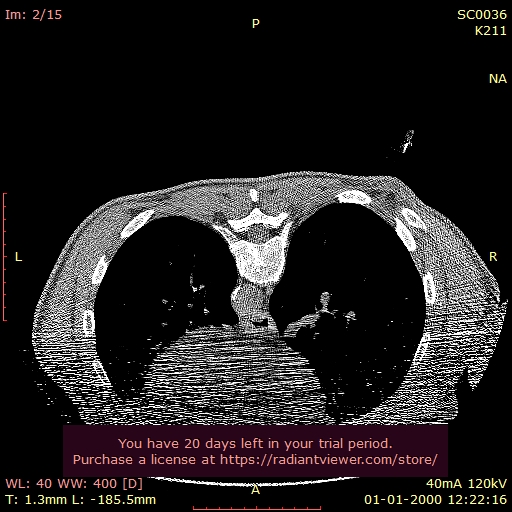 Im: 2/15
P
SC0036
K211
NA
L
R
You have 20 days left in your trial period.
Purchase a license at https://radiantviewer.com/store/
WL: 40 WW: 400 [D]
T: 1.3mm L: -185.5mm
A
40mA 120kV
01-01-2000 12:22:16